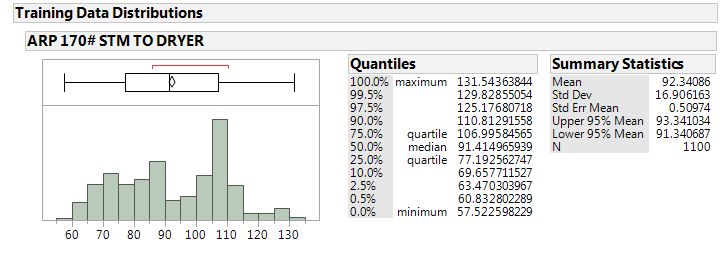 Training Data Distributions
ARP 170# STM TO DRYER
Quantiles
100.0% maximum 131.54363844
99.5% 129.82855054
97.5% 125.17680718
90.0% 110.81291558
75.0% quartile 106.99584565
50.0% median 91.414965939
25.0% quartile 77.192562747
10.0% 69.657711527
2.5% 63.470303967
0.5% 60.832802289
0.0% minimum 57.522598229
Summary Statistics
Mean 92.34086
Std Dev 16.906163
Std Err Mean 0.50974
Upper 95% Mean 93.341034
Lower 95% Mean 91.340687
N 1100
60 70 80 90 100 110 120 130